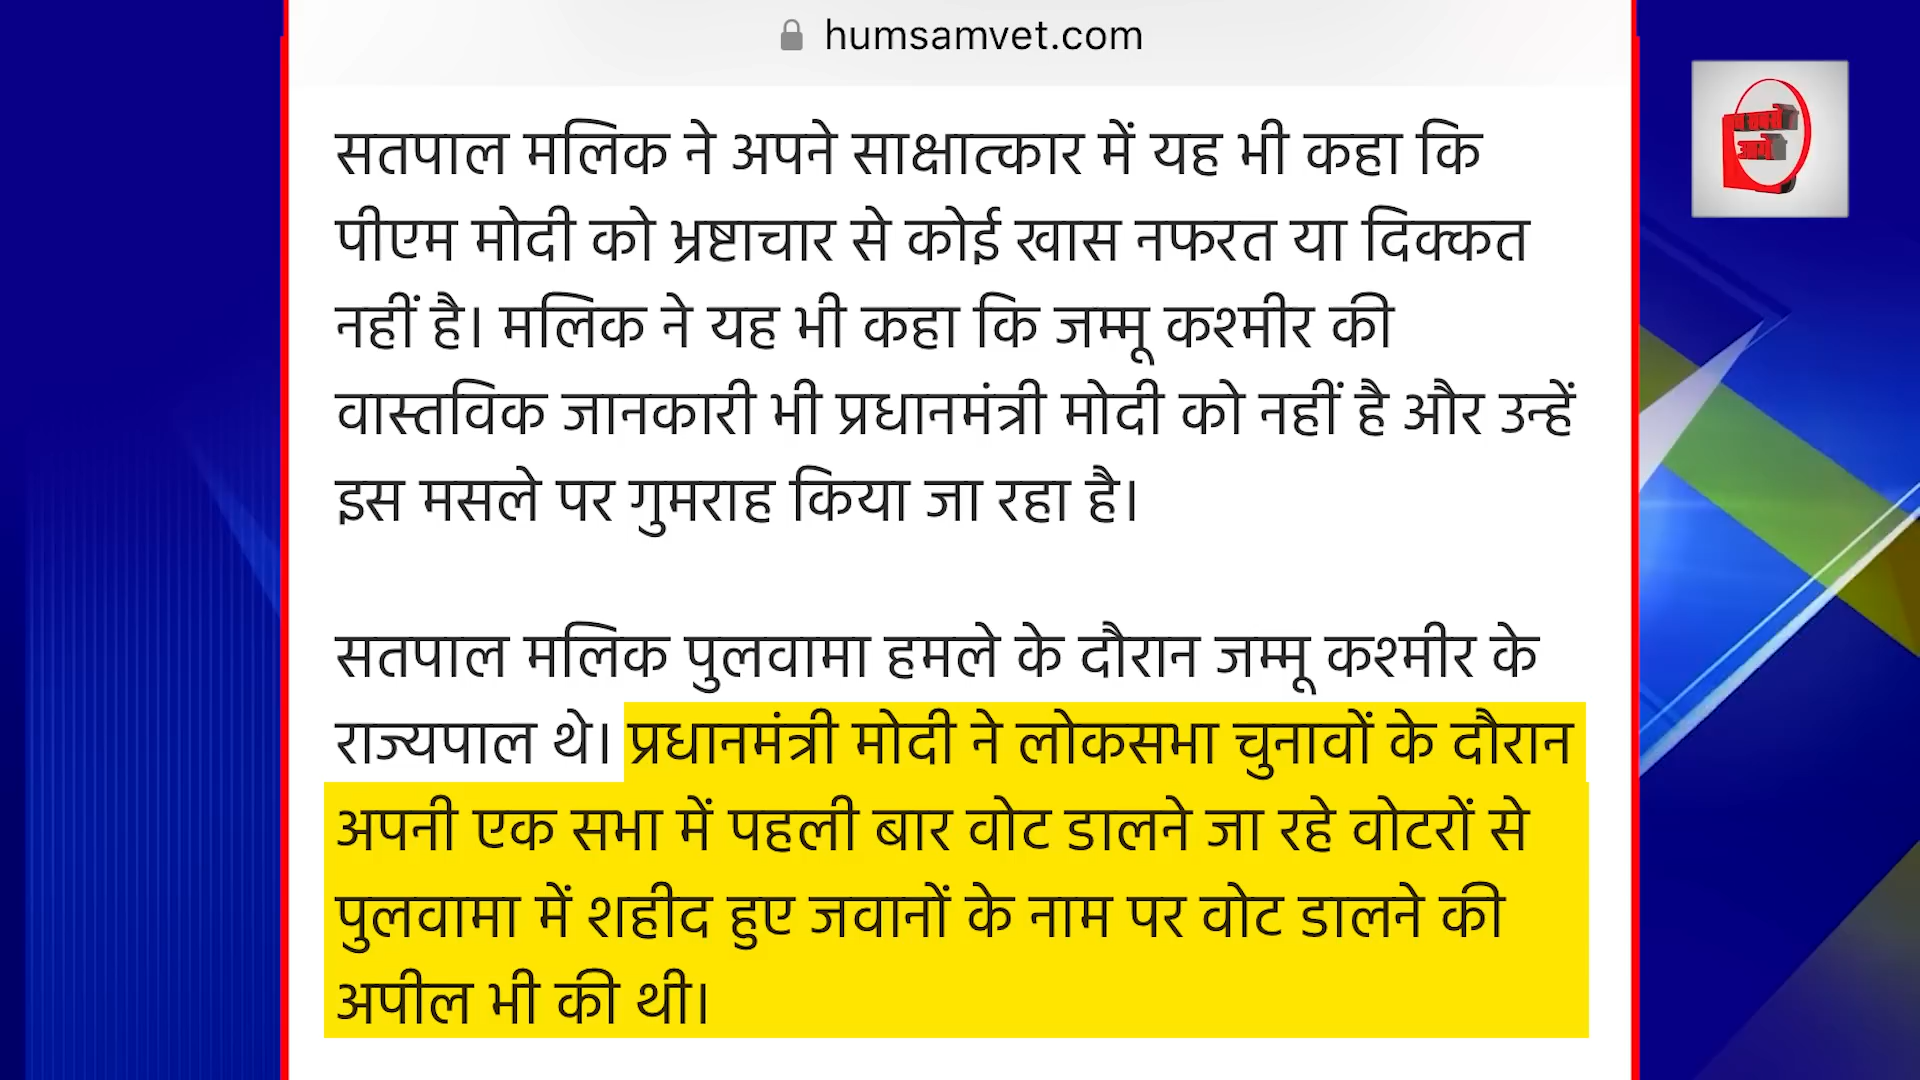 humsamvet.com
सतपाल मलिक ने अपने साक्षात्कार में यह भी कहा कि
पीएम मोदी को भ्रष्टाचार से कोई खास नफरत या दिक्कत
नहीं है। मलिक ने यह भी कहा कि जम्मू कश्मीर की
वास्तविक जानकारी भी प्रधानमंत्री मोदी को नहीं है और उन्हें
इस मसले पर गुमराह किया जा रहा है।
सतपाल मलिक पुलवामा हमले के दौरान जम्मू कश्मीर के
राज्यपाल थे। प्रधानमंत्री मोदी ने लोकसभा चुनावों के दौरान
अपनी एक सभा में पहली बार वोट डालने जा रहे वोटरों से
पुलवामा में शहीद हुए जवानों के नाम पर वोट डालने की
अपील भी की थी।